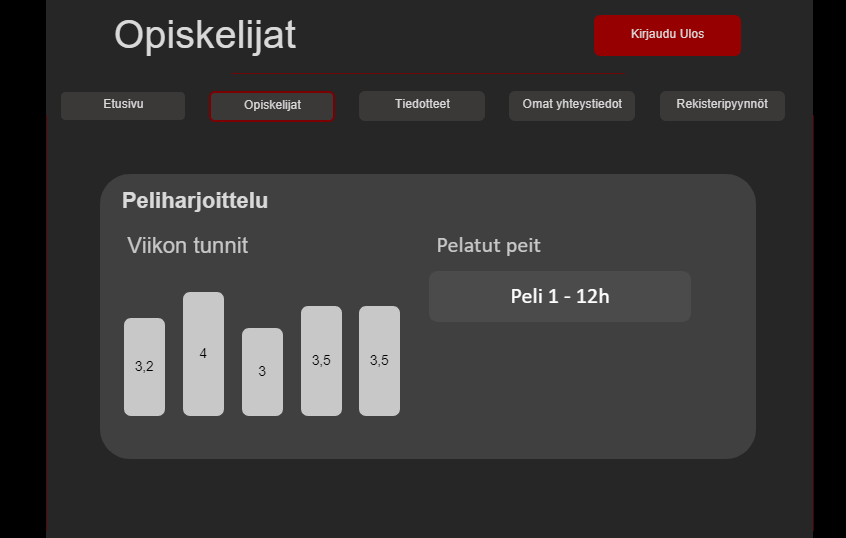 Opiskelijat
Kirjaudu Ulos
Etusivu
Opiskelijat
Tiedotteet
Omat yhteystiedot
Rekisteripyynnöt
Peliharjoittelu
Viikon tunnit
Pelatut peit
Peli 1 - 12h
3,2
4
3
3,5
3,5